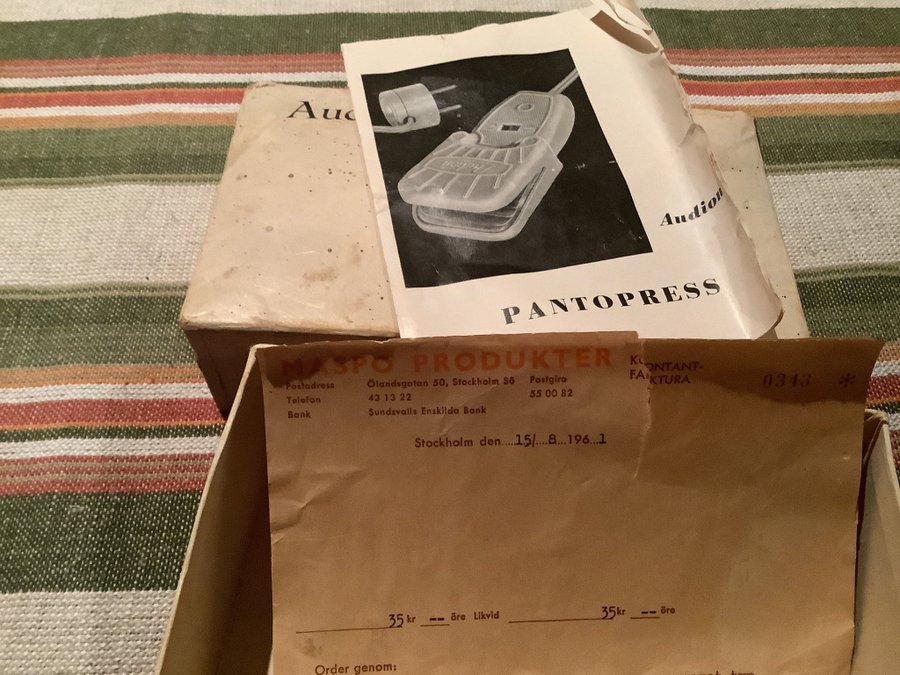 Aud
Audion
PANTOPRESS
MASPO PRODUKTER
KONTANT-
FAKTURA
0343 *
Postadress Ölandsgatan 50, Stockholm Sö Postgiro
Telefon 43 13 22 55 00 82
Bank Sundsvalls Enskilda Bank
Stockholm den....15/....8...196...1
35 kr -- öre Likvid 35 kr -- öre
Order genom: